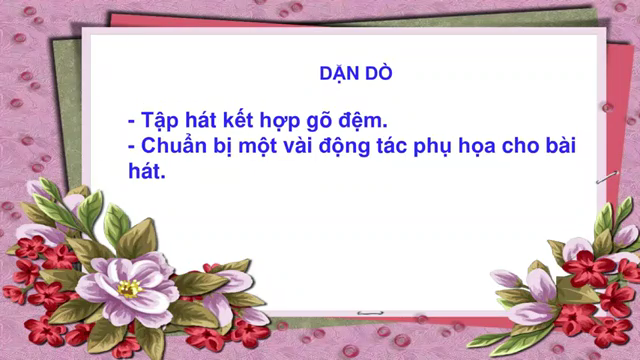 DẶN DÒ
- Tập hát kết hợp gõ đệm.
- Chuẩn bị một vài động tác phụ họa cho bài
hát.